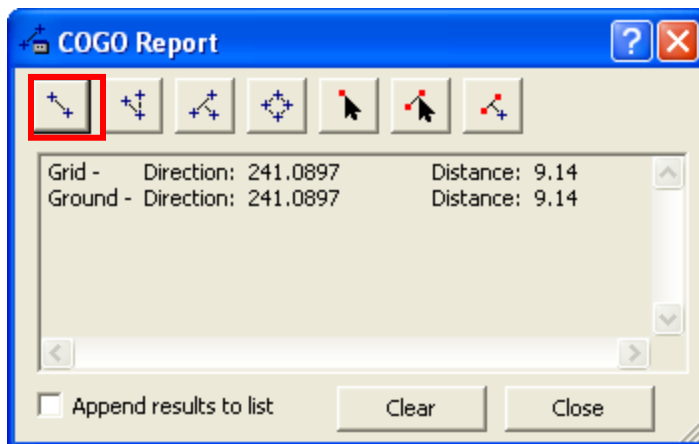 COGO Report
Grid - Direction: 241.0897 Distance: 9.14
Ground - Direction: 241.0897 Distance: 9.14
Append results to list Clear Close